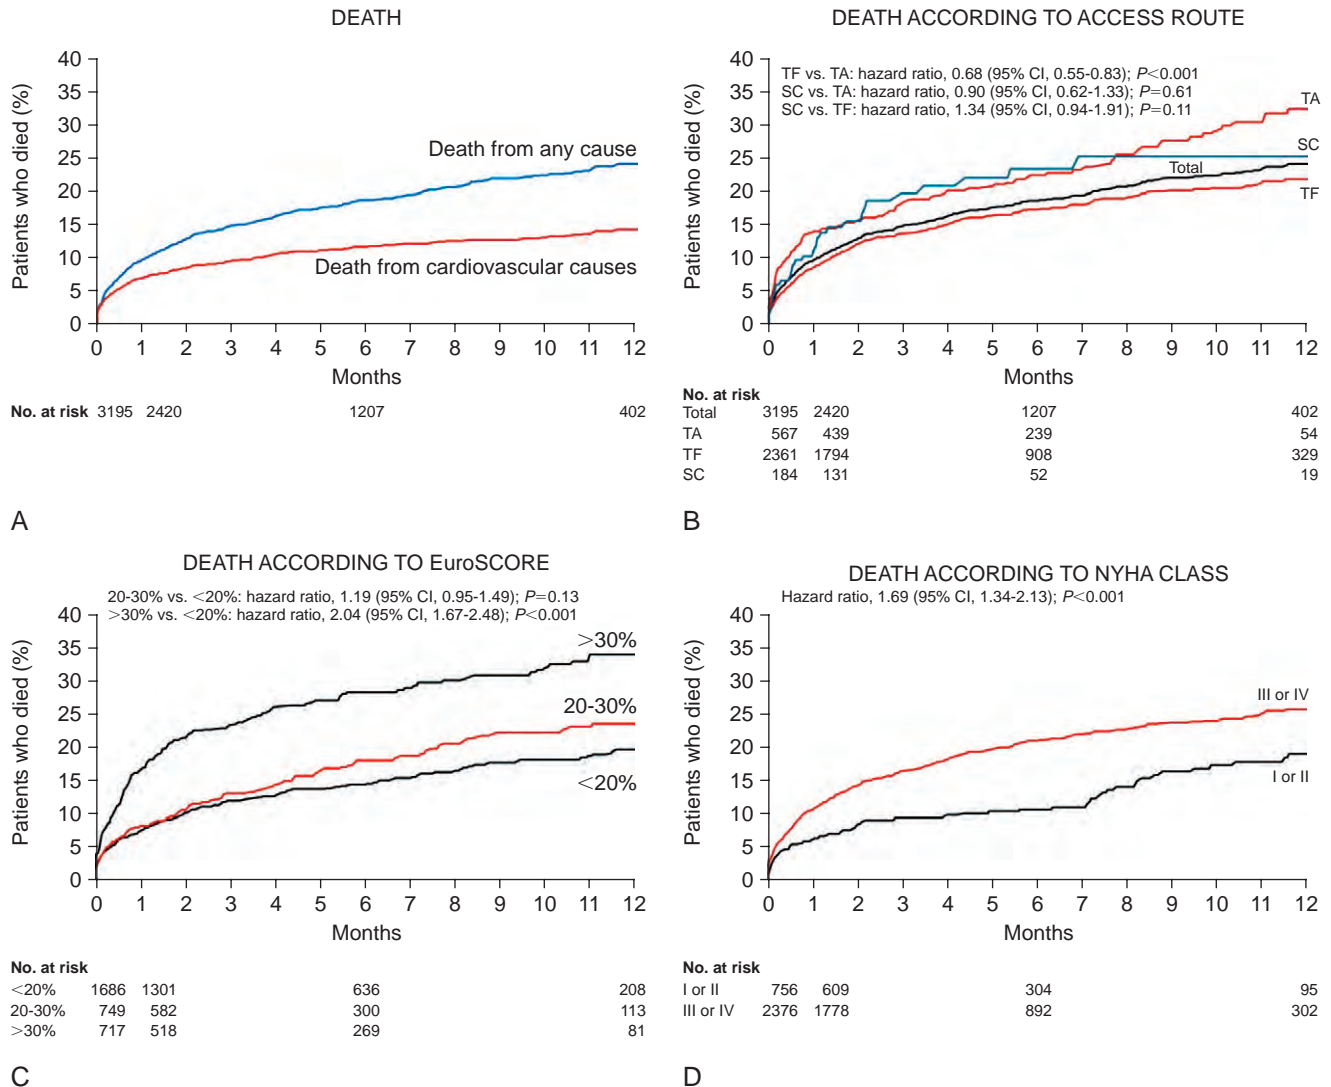 DEATH
Patients who died (%)
40
35
30
25
20
15
10
5
0
Death from any cause
Death from cardiovascular causes
0 1 2 3 4 5 6 7 8 9 10 11 12
Months
No. at risk 3195 2420 1207 402
A
DEATH ACCORDING TO ACCESS ROUTE
Patients who died (%)
40
35
30
25
20
15
10
5
0
TF vs. TA: hazard ratio, 0.68 (95% CI, 0.55-0.83); P<0.001
SC vs. TA: hazard ratio, 0.90 (95% CI, 0.62-1.33); P=0.61
SC vs. TF: hazard ratio, 1.34 (95% CI, 0.94-1.91); P=0.11
TA
SC
Total
TF
0 1 2 3 4 5 6 7 8 9 10 11 12
Months
No. at risk
Total 3195 2420 1207 402
TA 567 439 239 54
TF 2361 1794 908 329
SC 184 131 52 19
B
DEATH ACCORDING TO EuroSCORE
20-30% vs. <20%: hazard ratio, 1.19 (95% CI, 0.95-1.49); P=0.13
>30% vs. <20%: hazard ratio, 2.04 (95% CI, 1.67-2.48); P<0.001
Patients who died (%)
40
35
30
25
20
15
10
5
0
>30%
20-30%
<20%
0 1 2 3 4 5 6 7 8 9 10 11 12
Months
No. at risk
<20% 1686 1301 636 208
20-30% 749 582 300 113
>30% 717 518 269 81
C
DEATH ACCORDING TO NYHA CLASS
Hazard ratio, 1.69 (95% CI, 1.34-2.13); P<0.001
Patients who died (%)
40
35
30
25
20
15
10
5
0
III or IV
I or II
0 1 2 3 4 5 6 7 8 9 10 11 12
Months
No. at risk
I or II 756 609 304 95
III or IV 2376 1778 892 302
D